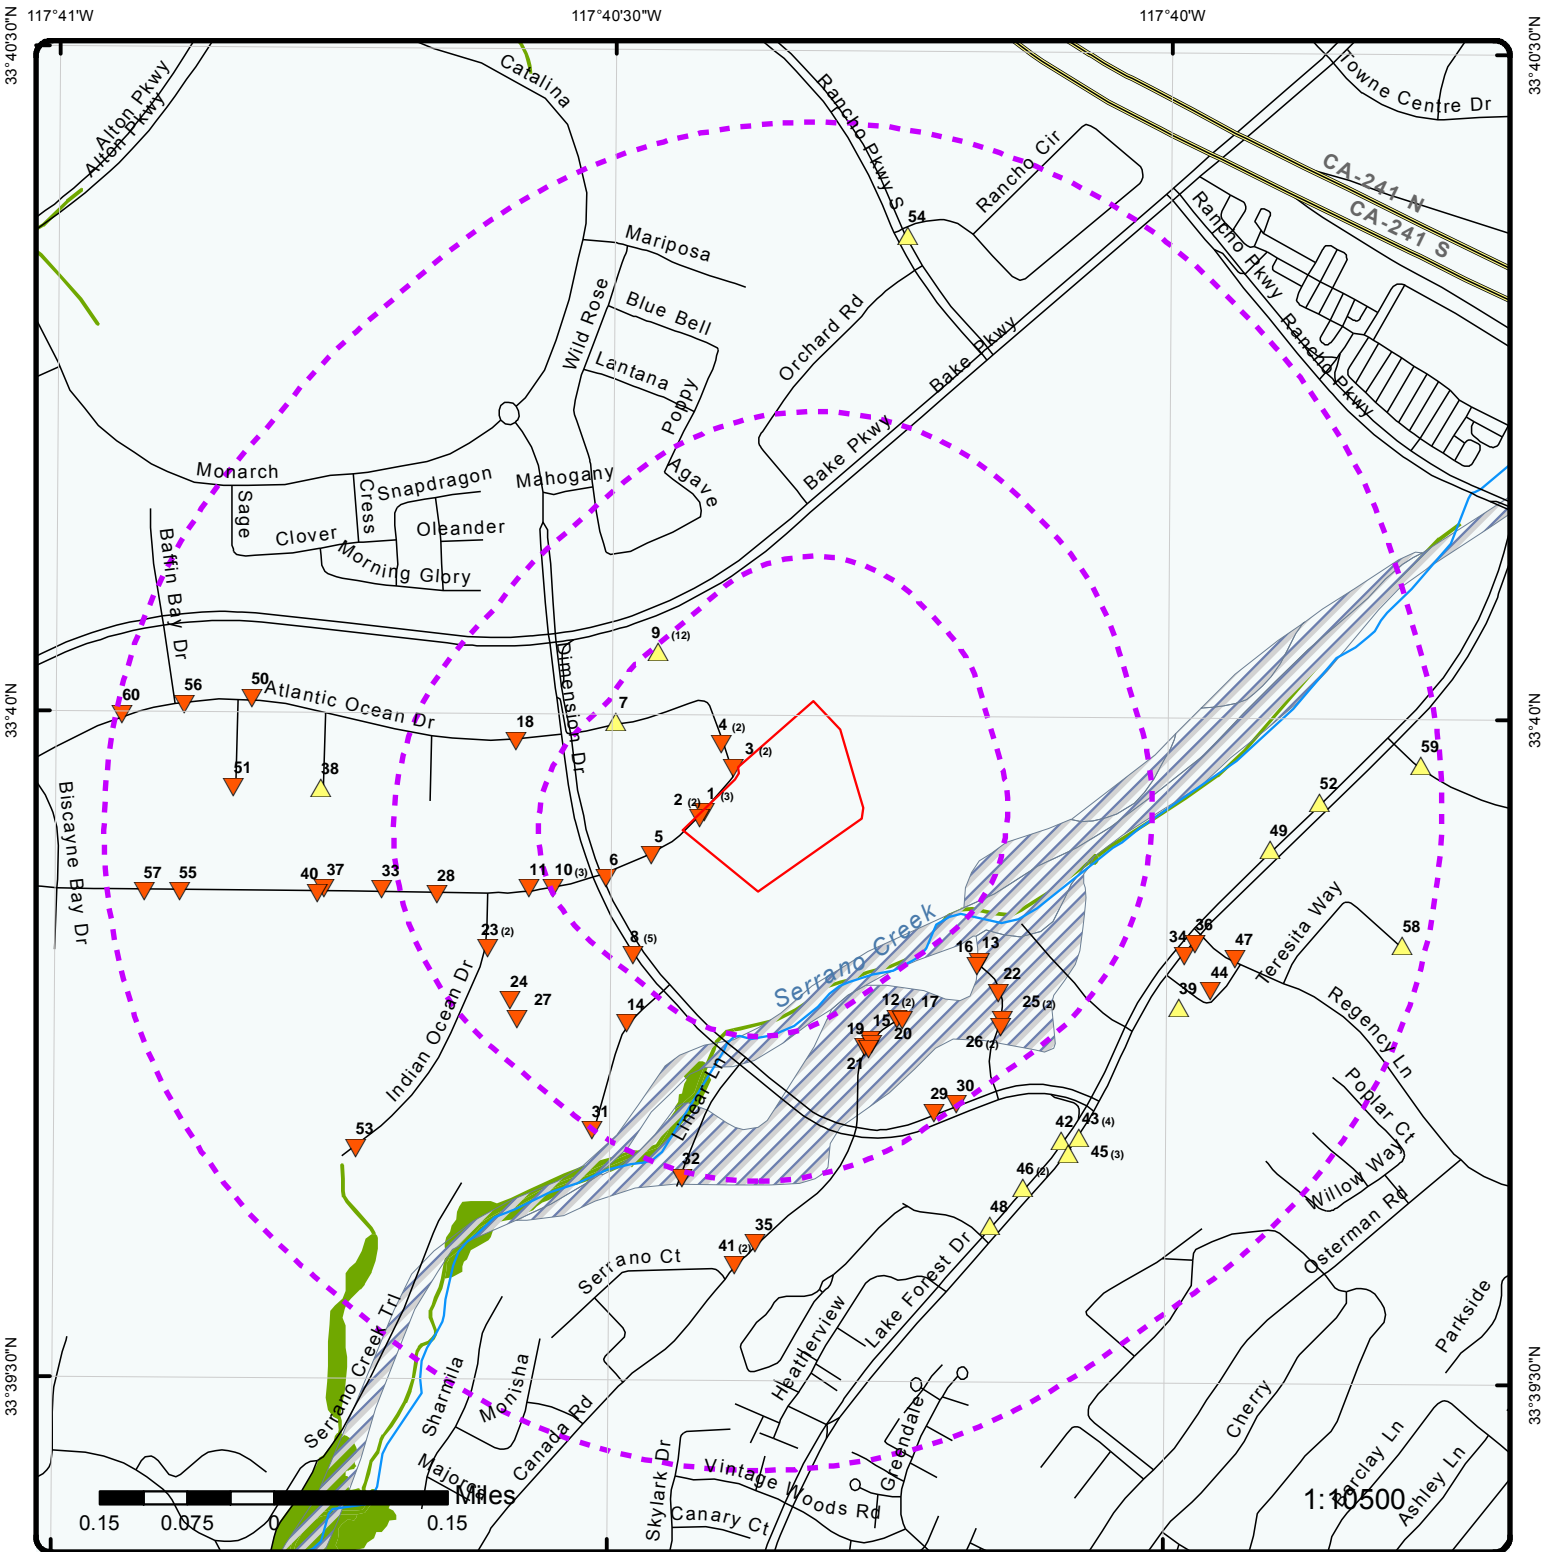 117°41'W
117°40'30"W
117°40'W
33°40'30"N
33°40'30"N
Alton Pkwy
Alton Pkwy
Catalina
Rancho Pkwy S
Rancho Cir
Towne Centre Dr
CA-241 N
CA-241 S
54
Mariposa
Wild Rose
Blue Bell
Lantana
Poppy
Agave
Orchard Rd
Bake Pkwy
Bake Pkwy
Rancho Pkwy
Rancho Pkwy
Monarch
Sage
Cress
Snapdragon
Mahogany
Clover
Oleander
Morning Glory
Baffin Bay Dr
9 (12)
Dimension Dr
33°40'N
33°40'N
60
56
50
Atlantic Ocean Dr
18
7
4 (2)
3 (2)
51
38
2 (2)
1 (3)
59
52
49
5
6
Biscayne Bay Dr
57
55
40
37
33
28
11
10 (3)
23 (2)
8 (5)
Serrano Creek
16
13
34
36
47
44
39
Teresita Way
58
24
27
14
22
12 (2)
17
25 (2)
19
15
20
21
26 (2)
Indian Ocean Dr
Regency Ln
Linear Ln
Poplar Ct
29
30
31
53
42
43 (4)
45 (3)
32
46 (2)
48
Willow Way
Osterman Rd
35
41 (2)
Serrano Ct
Lake Forest Dr
Heatherview
Serrano Creek Trl
Sharmila
Monisha
Canada Rd
Parkside
33°39'30"N
33°39'30"N
Cherry
Greendale
Skylark Dr
Vintage Woods Rd
Canary Ct
Barclay Ln
Ashley Ln
Majorca
Miles
0.15
0.075
0
0.15
1:10500